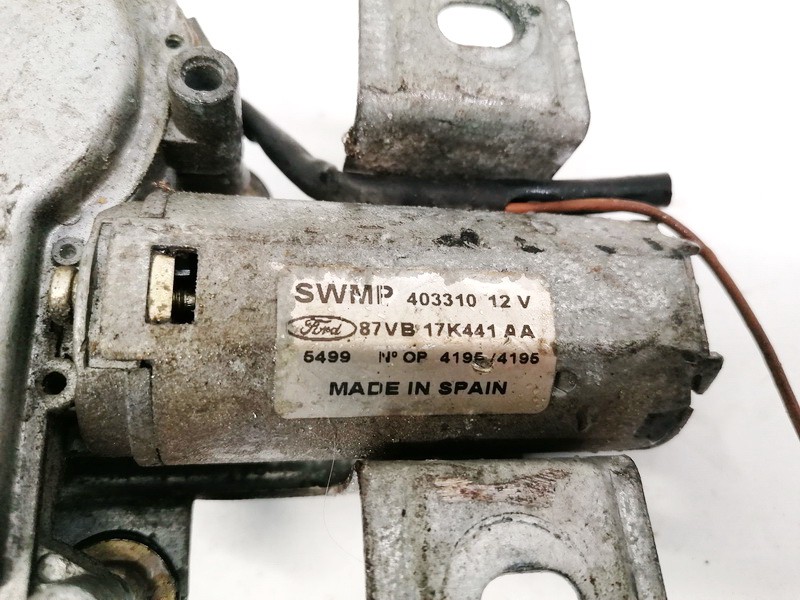 SWMP 403310 12 V
Ford 87VB 17K441 AA
5499 Nº OP 4195/4195
MADE IN SPAIN